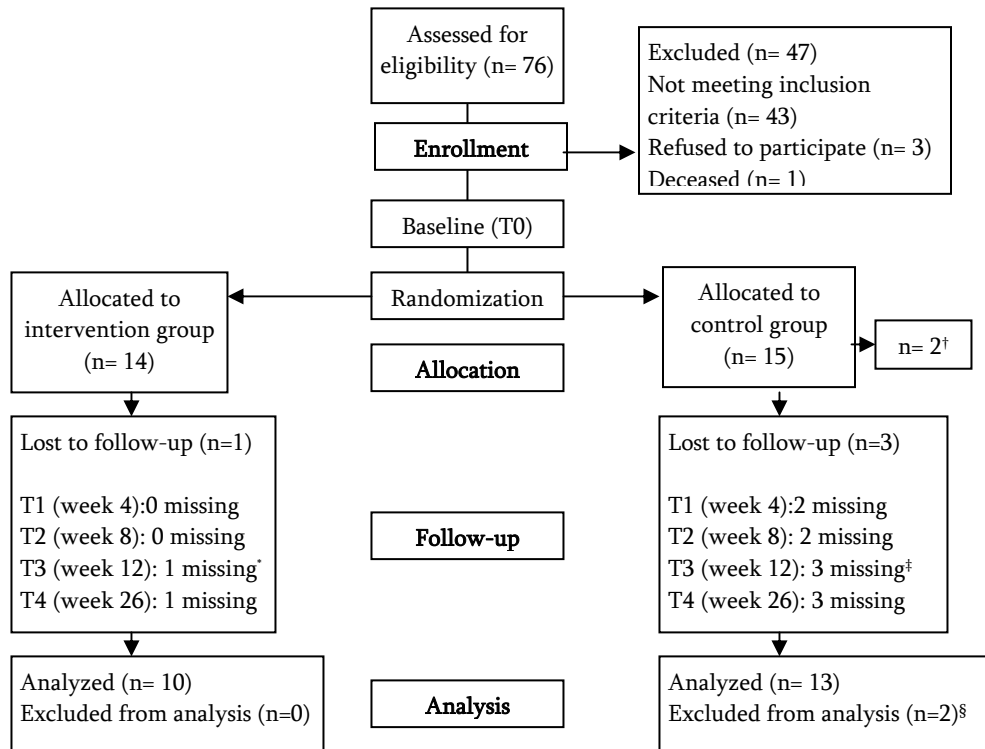 Assessed for
eligibility (n= 76)
Excluded (n= 47)
Not meeting inclusion
criteria (n= 43)
Refused to participate (n= 3)
Deceased (n= 1)
Enrollment
Baseline (T0)
Randomization
Allocated to
intervention group
(n= 14)
Allocated to
control group
(n= 15)
n= 2†
Allocation
Lost to follow-up (n=1)
T1 (week 4):0 missing
T2 (week 8): 0 missing
T3 (week 12): 1 missing*
T4 (week 26): 1 missing
Follow-up
Lost to follow-up (n=3)
T1 (week 4):2 missing
T2 (week 8): 2 missing
T3 (week 12): 3 missing‡
T4 (week 26): 3 missing
Analyzed (n= 10)
Excluded from analysis (n=0)
Analysis
Analyzed (n= 13)
Excluded from analysis (n=2)§